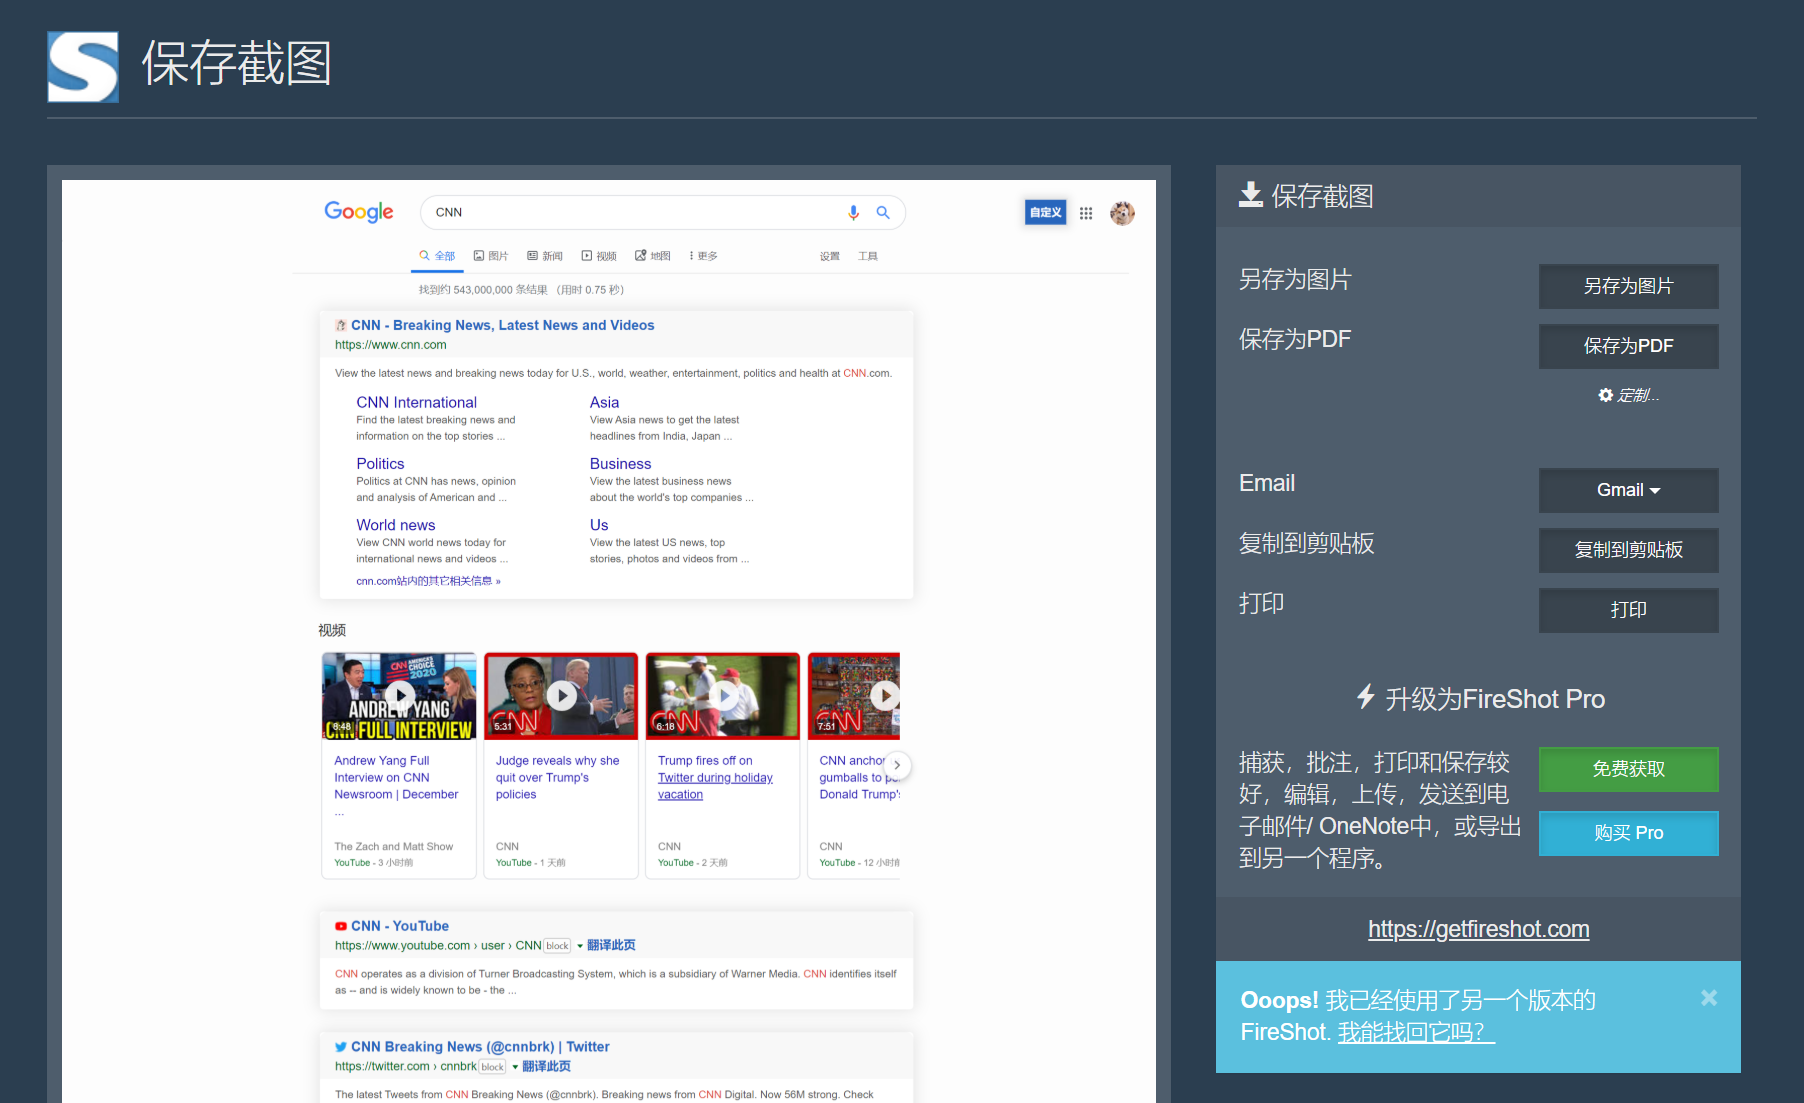 保存截图
Google
CNN
自定义
全部 图片 新闻 视频 地图 更多 设置 工具
找到约 543,000,000 条结果 （用时 0.75 秒）
CNN - Breaking News, Latest News and Videos
https://www.cnn.com
View the latest news and breaking news today for U.S., world, weather, entertainment, politics and health at CNN.com.
CNN International
Find the latest breaking news and
information on the top stories ...
Asia
View Asia news to get the latest
headlines from India, Japan ...
Politics
Politics at CNN has news, opinion
and analysis of American and ...
Business
View the latest business news
about the world's top companies ...
World news
View CNN world news today for
international news and videos ...
Us
View the latest US news, top
stories, photos and videos from ...
cnn.com站内的其它相关信息 »
视频
CNN AMERICA'S
CHOICE
2020
ANDREW YANG
CNN FULL INTERVIEW
8:48
Andrew Yang Full
Interview on CNN
Newsroom | December
...
The Zach and Matt Show
YouTube - 3 小时前
CNN
5:31
Judge reveals why she
quit over Trump's
policies
CNN
YouTube - 1 天前
CNN
6:18
Trump fires off on
Twitter during holiday
vacation
CNN
YouTube - 2 天前
CNN
7:51
CNN anchor
gumballs to
Donald Trump's
CNN
YouTube - 12 小时前
CNN - YouTube
https://www.youtube.com › user › CNN block 翻译此页
CNN operates as a division of Turner Broadcasting System, which is a subsidiary of Warner Media. CNN identifies itself
as -- and is widely known to be - the ...
CNN Breaking News (@cnnbrk) | Twitter
https://twitter.com › cnnbrk block 翻译此页
The latest Tweets from CNN Breaking News (@cnnbrk). Breaking news from CNN Digital. Now 56M strong. Check
保存截图
另存为图片 另存为图片
保存为PDF 保存为PDF
定制...
Email Gmail
复制到剪贴板 复制到剪贴板
打印 打印
升级为FireShot Pro
捕获，批注，打印和保存较
好，编辑，上传，发送到电
子邮件/ OneNote中，或导出
到另一个程序。
免费获取
购买 Pro
https://getfireshot.com
Ooops! 我已经使用了另一个版本的 ×
FireShot. 我能找回它吗？